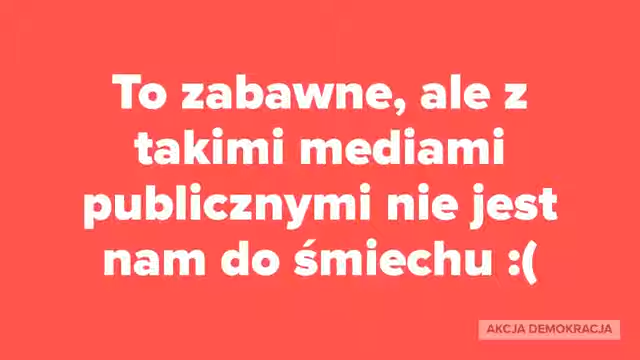 To zabawne, ale z
takimi mediami
publicznymi nie jest
nam do śmiechu :(
AKCJA DEMOKRACJA